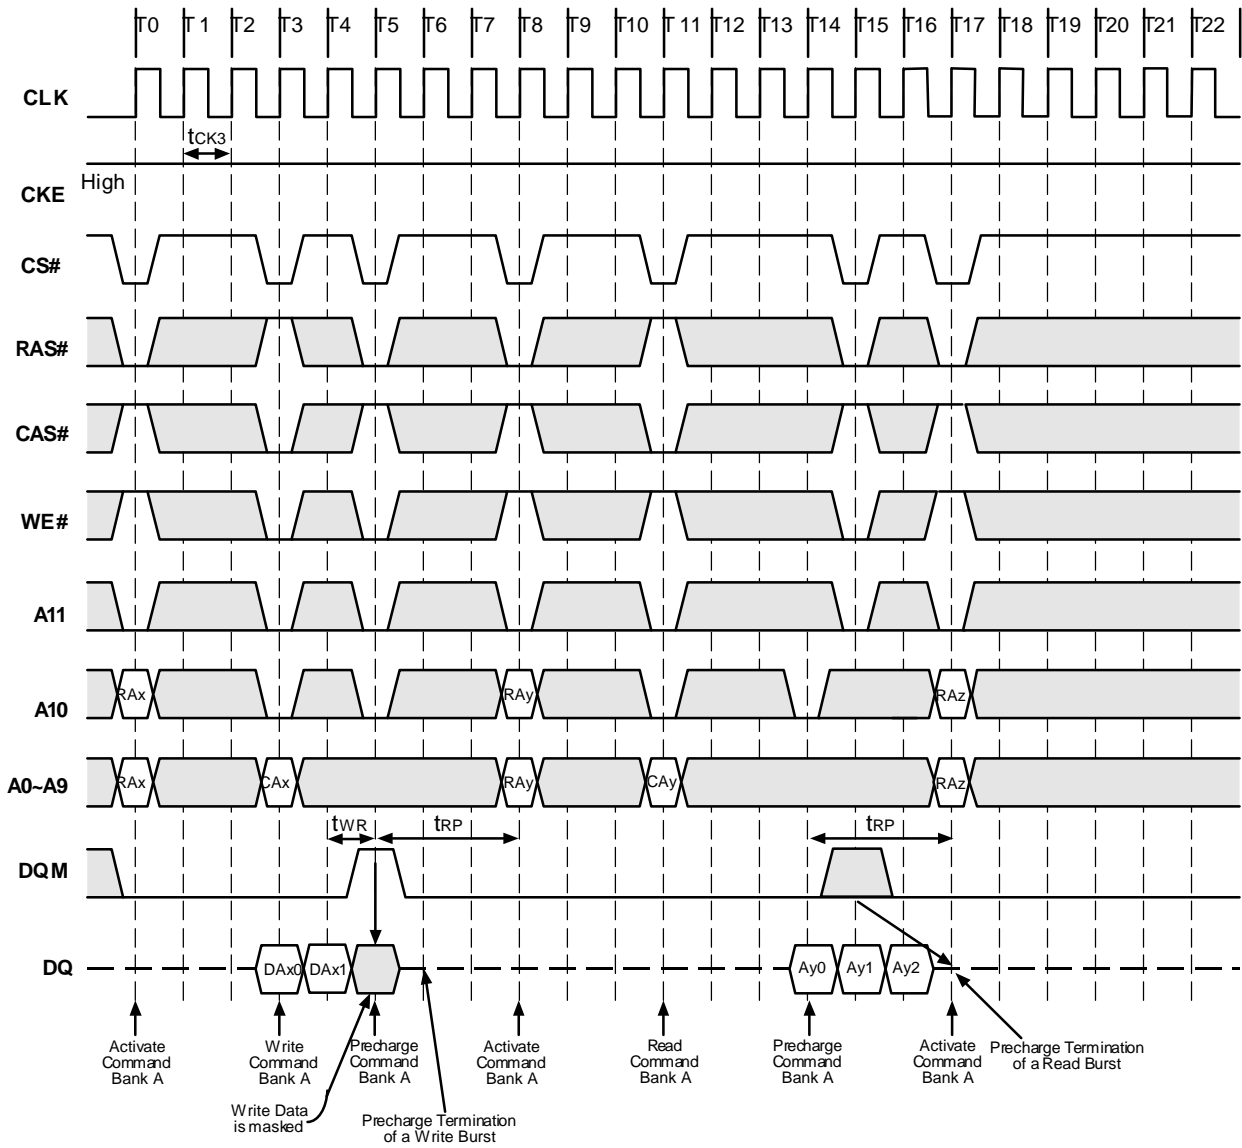 T0 T1 T2 T3 T4 T5 T6 T7 T8 T9 T10 T11 T12 T13 T14 T15 T16 T17 T18 T19 T20 T21 T22
CLK
tCK3
High
CKE
CS#
RAS#
CAS#
WE#
A11
RAx RAy RAz
A10
RAx CAx RAy CAy RAz
A0~A9
tWR tRP tRP
DQM
DQ DAx0 DAx1 Ay0 Ay1 Ay2
Activate
Command
Bank A
Write
Command
Bank A
Precharge
Command
Bank A
Activate
Command
Bank A
Read
Command
Bank A
Precharge
Command
Bank A
Activate
Command
Bank A
Precharge Termination
of a Read Burst
Write Data
is masked
Precharge Termination
of a Write Burst